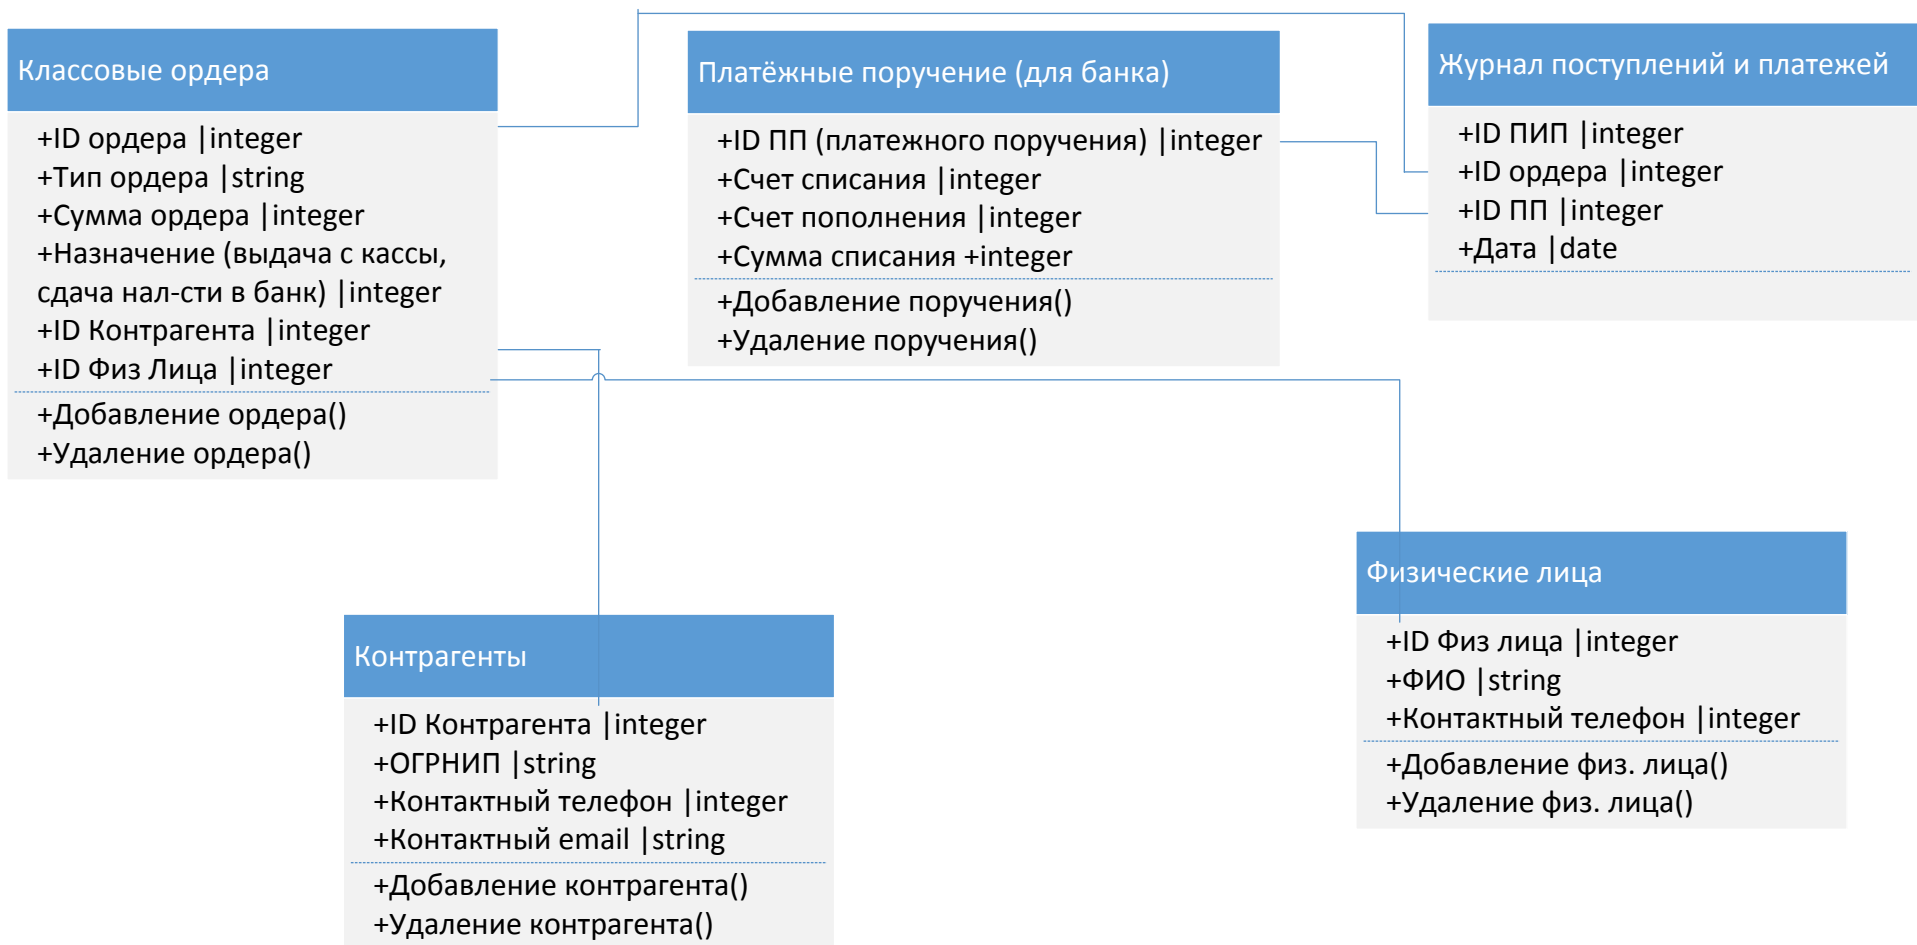 Классовые ордера
+ID ордера |integer
+Тип ордера |string
+Сумма ордера |integer
+Назначение (выдача с кассы,
сдача нал-сти в банк) |integer
+ID Контрагента |integer
+ID Физ Лица |integer
+Добавление ордера()
+Удаление ордера()
Платёжные поручение (для банка)
+ID ПП (платежного поручения) |integer
+Счет списания |integer
+Счет пополнения |integer
+Сумма списания +integer
+Добавление поручения()
+Удаление поручения()
Журнал поступлений и платежей
+ID ПИП |integer
+ID ордера |integer
+ID ПП |integer
+Дата |date
Контрагенты
+ID Контрагента |integer
+ОГРНИП |string
+Контактный телефон |integer
+Контактный email |string
+Добавление контрагента()
+Удаление контрагента()
Физические лица
+ID Физ лица |integer
+ФИО |string
+Контактный телефон |integer
+Добавление физ. лица()
+Удаление физ. лица()